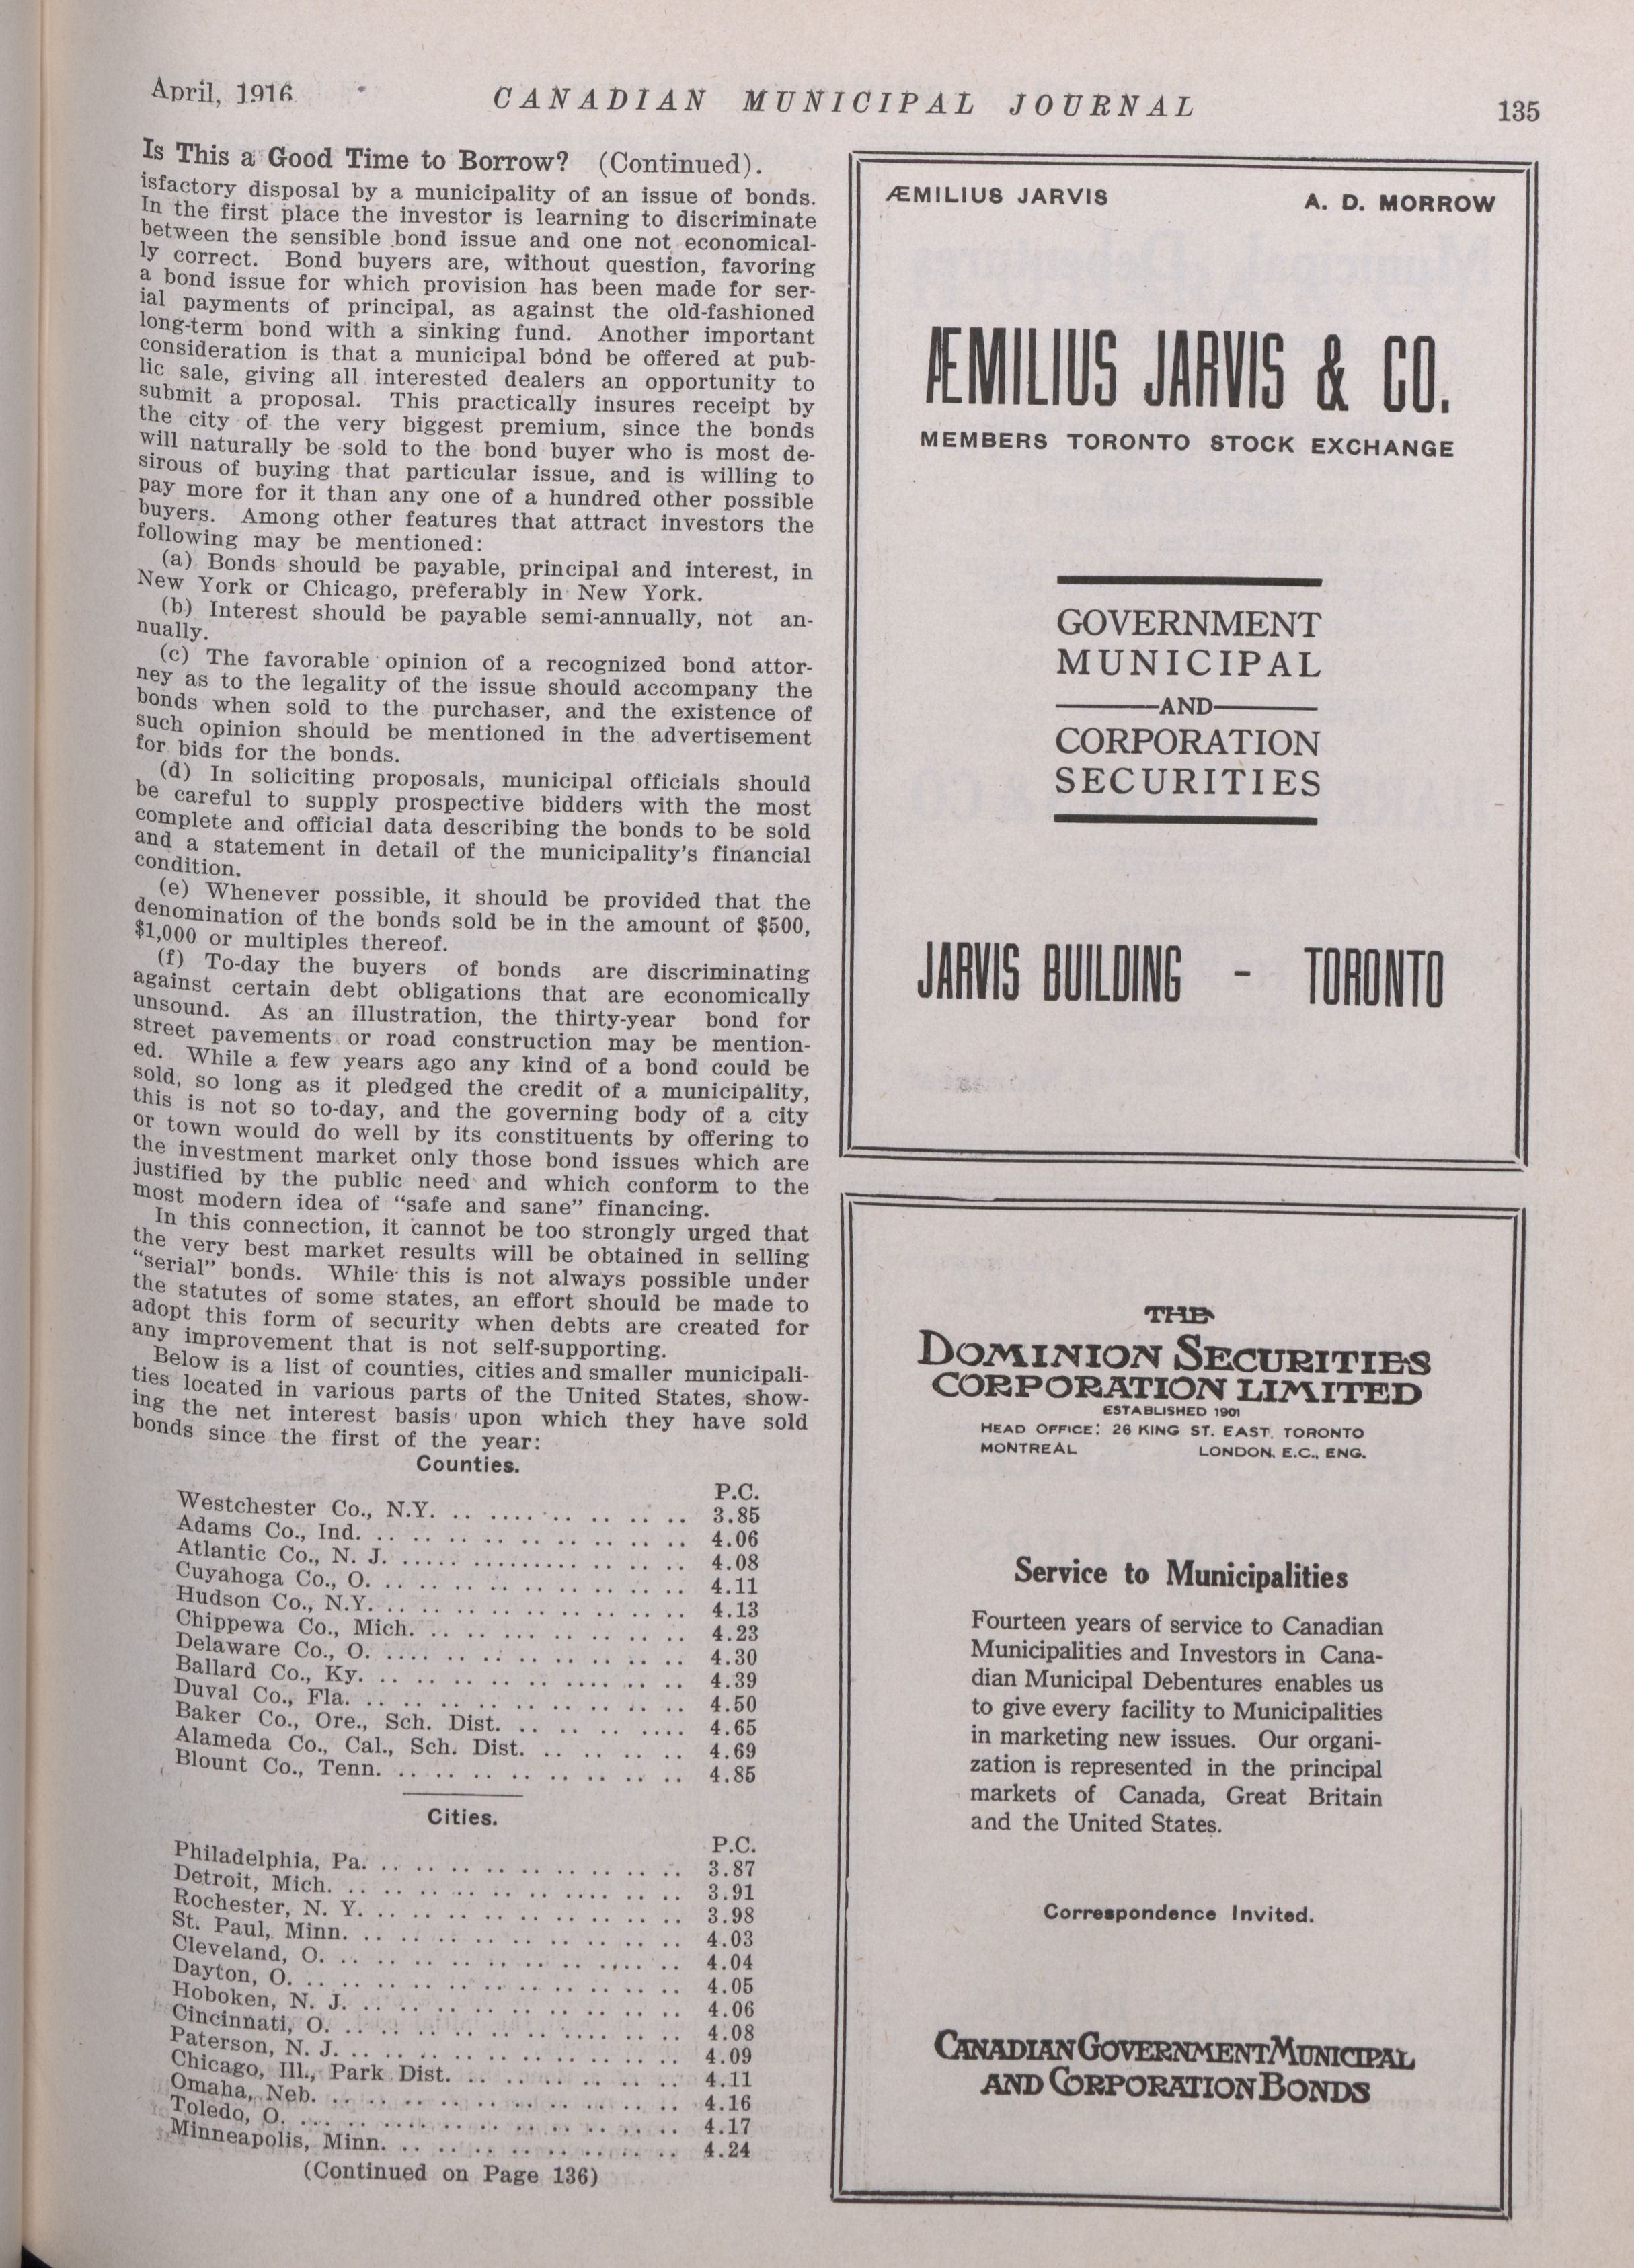 April, 1916
CANADIAN MUNICIPAL JOURNAL
135
Is This a Good Time to Borrow? (Continued).
isfactory disposal by a municipality of an issue of bonds.
In the first place the investor is learning to discriminate
between the sensible bond issue and one not economical-
ly correct. Bond buyers are, without question, favoring
a bond issue for which provision has been made for ser-
ial payments of principal, as against the old-fashioned
long-term bond with a sinking fund. Another important
consideration is that a municipal bond be offered at pub-
lic sale, giving all interested dealers an opportunity to
submit a proposal. This practically insures receipt by
the city of the very biggest premium, since the bonds
will naturally be sold to the bond buyer who is most de-
sirous of buying that particular issue, and is willing to
pay more for it than any one of a hundred other possible
buyers. Among other features that attract investors the
following may be mentioned:
(a) Bonds should be payable, principal and interest, in
New York or Chicago, preferably in New York.
(b) Interest should be payable semi-annually, not an-
nually.
(c) The favorable opinion of a recognized bond attor-
ney as to the legality of the issue should accompany the
bonds when sold to the purchaser, and the existence of
such opinion should be mentioned in the advertisement
for bids for the bonds.
(d) In soliciting proposals, municipal officials should
be careful to supply prospective bidders with the most
complete and official data describing the bonds to be sold
and a statement in detail of the municipality's financial
condition.
(e) Whenever possible, it should be provided that the
denomination of the bonds sold be in the amount of $500,
$1,000 or multiples thereof.
(f) To-day the buyers of bonds are discriminating
against certain debt obligations that are economically
unsound. As an illustration, the thirty-year bond for
street pavements or road construction may be mention-
ed. While a few years ago any kind of a bond could be
sold, so long as it pledged the credit of a municipality,
this is not so to-day, and the governing body of a city
or town would do well by its constituents by offering to
the investment market only those bond issues which are
justified by the public need and which conform to the
most modern idea of "safe and sane" financing.
In this connection, it cannot be too strongly urged that
the very best market results will be obtained in selling
"serial" bonds. While this is not always possible under
the statutes of some states, an effort should be made to
adopt this form of security when debts are created for
any improvement that is not self-supporting.
Below is a list of counties, cities and smaller municipali-
ties located in various parts of the United States, show-
ing the net interest basis upon which they have sold
bonds since the first of the year:
Counties.
P.C.
Westchester Co., N.Y. .. .... .. .. .. .. .. 3.85
Adams Co., Ind. .. .. .. .. .. .. .. .. .. 4.06
Atlantic Co., N. J. ..... .......... .. .. .. 4.08
Cuyahoga Co., O. .. .. .. .. .. .. .. .. .. 4.11
Hudson Co., N.Y. .. .. .. .. .. .. .. .. .. 4.13
Chippewa Co., Mich. .. .. .. ... .. .. .. .. 4.23
Delaware Co., O. .... .. .. .. .. .. .. .. .. 4.30
Ballard Co., Ky. .. .. .. .. .. .... .. .. .. 4.39
Duval Co., Fla. .. .. .. .. .. .. .. .. .. .. 4.50
Baker Co., Ore., Sch. Dist. .. .. .. .. .... 4.65
Alameda Co., Cal., Sch. Dist. .. .. .. .. .. 4.69
Blount Co., Tenn. .. .. .. .. .. .. .. .. .. 4.85
Cities.
P.C.
Philadelphia, Pa. .. .. .. .. .. .. .. .. .. 3.87
Detroit, Mich. .. .. .. .. .. .. .... .. .. .. 3.91
Rochester, N. Y. .. .. .. .. .. .. .. .. .. 3.98
St. Paul, Minn. .. .. .. .. .. .. .. .. .. .. 4.03
Cleveland, O. .. .. .. .. .. .. .. .... .. .. 4.04
Dayton, O. .. .. .. .. .. .. .. .. .. .. .. 4.05
Hoboken, N. J. .. .. .. .. .. .. .. .. .. .. 4.06
Cincinnati, O. .. .. .. .. .. .. .... .. .. .. 4.08
Paterson, N. J. .. .. .. .. .. .. .. .. .. .. 4.09
Chicago, Ill., Park Dist. .. .. .. .. .. .. .. 4.11
Omaha, Neb. .. .. .. .. .. .. .. .. .. .. .. 4.16
Toledo, O. ... .. .... .. .. .. .. .. .. .. .. 4.17
Minneapolis, Minn. .. .. .. .. .. .. .. .. .. 4.24
(Continued on Page 136)
ÆMILIUS JARVIS A. D. MORROW
ÆMILIUS JARVIS & CO.
MEMBERS TORONTO STOCK EXCHANGE
GOVERNMENT
MUNICIPAL
AND
CORPORATION
SECURITIES
JARVIS BUILDING - TORONTO
THE
DOMINION SECURITIES
CORPORATION LIMITED
ESTABLISHED 1901
HEAD OFFICE: 26 KING ST. EAST, TORONTO
MONTREAL LONDON, E.C., ENG.
Service to Municipalities
Fourteen years of service to Canadian
Municipalities and Investors in Cana-
dian Municipal Debentures enables us
to give every facility to Municipalities
in marketing new issues. Our organi-
zation is represented in the principal
markets of Canada, Great Britain
and the United States.
Correspondence Invited.
CANADIAN GOVERNMENT MUNICIPAL
AND CORPORATION BONDS